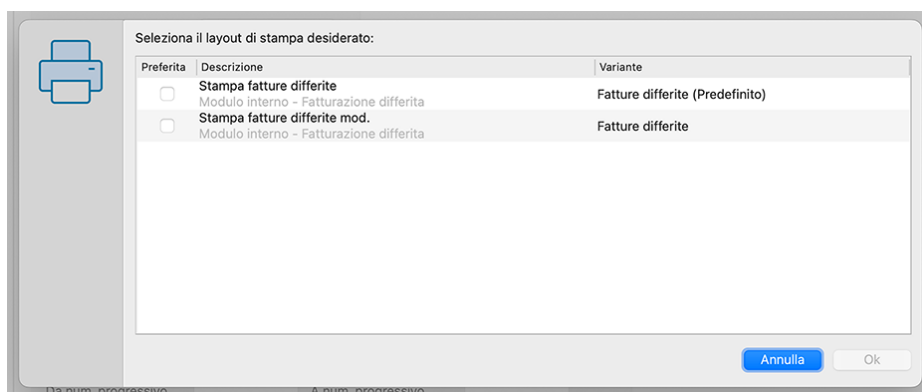 Seleziona il layout di stampa desiderato:
Preferita Descrizione Variante
Stampa fatture differite
Modulo interno - Fatturazione differita
Fatture differite (Predefinito)
Stampa fatture differite mod.
Modulo interno - Fatturazione differita
Fatture differite
Annulla Ok
Da num. progressivo A num. progressivo